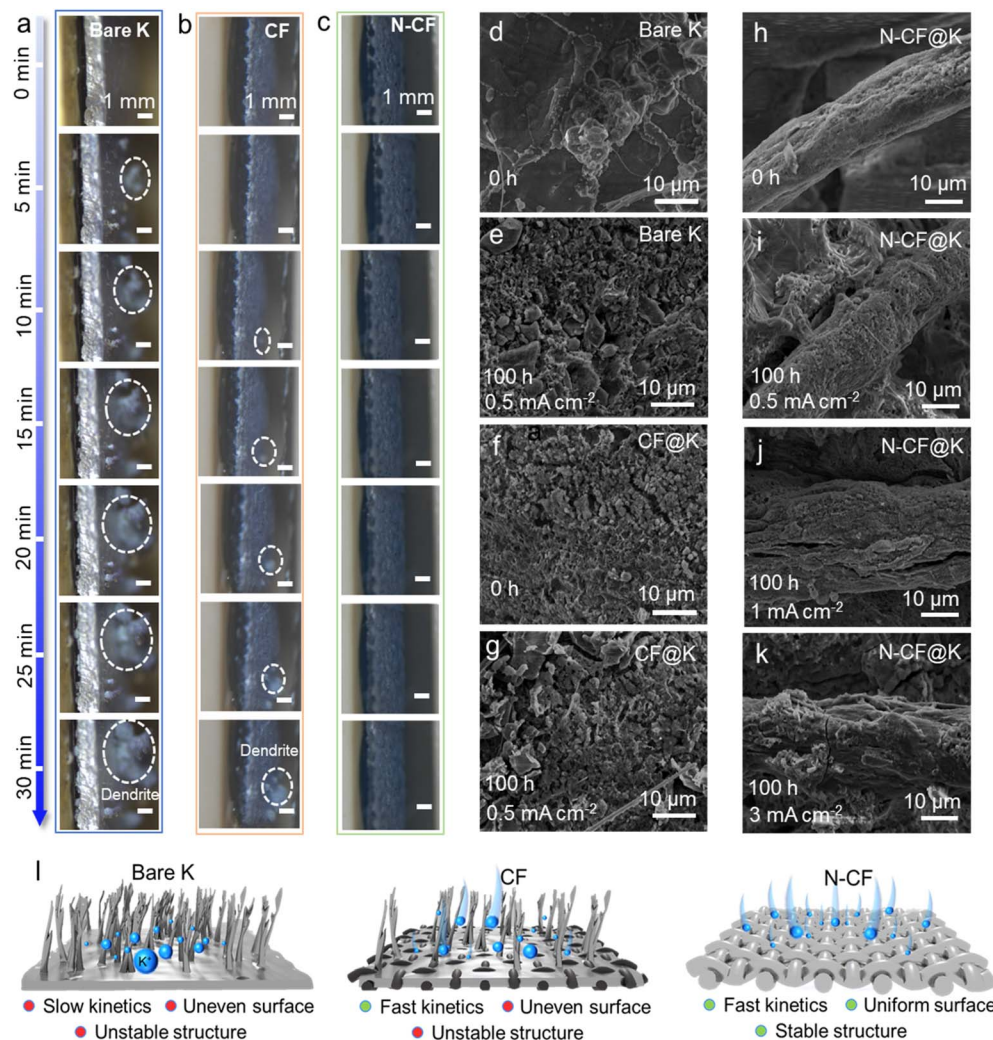 a
Bare K
1 mm
0 min
5 min
10 min
15 min
20 min
25 min
30 min
Dendrite
b
CF
1 mm
Dendrite
c
N-CF
1 mm
d
Bare K
0 h
10 µm
e
Bare K
100 h
0.5 mA cm⁻²
10 µm
f
CF@K
0 h
10 µm
g
CF@K
100 h
0.5 mA cm⁻²
10 µm
h
N-CF@K
0 h
10 µm
i
N-CF@K
100 h
0.5 mA cm⁻²
10 µm
j
N-CF@K
100 h
1 mA cm⁻²
10 µm
k
N-CF@K
100 h
3 mA cm⁻²
10 µm
l
Bare K
K⁺
Slow kinetics
Uneven surface
Unstable structure
CF
Fast kinetics
Uneven surface
Unstable structure
N-CF
Fast kinetics
Uniform surface
Stable structure